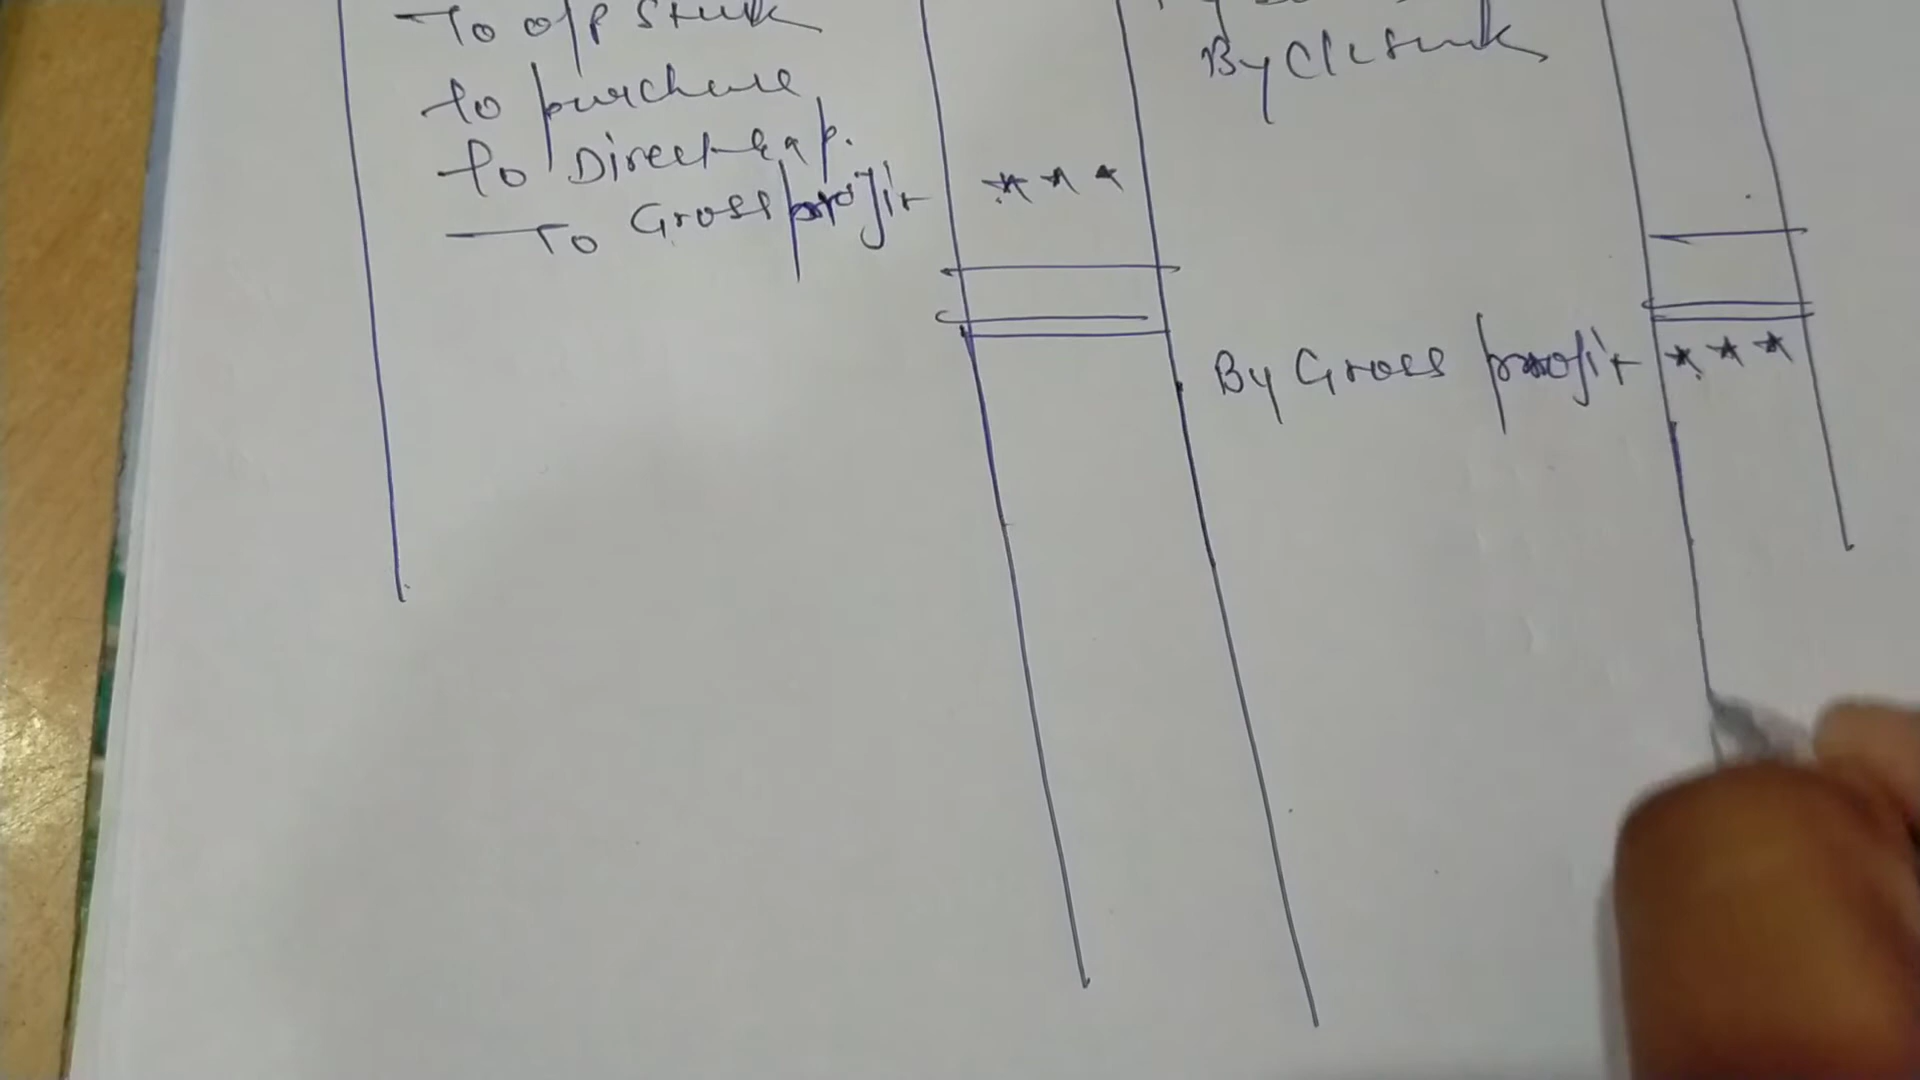 To o/p Stock
To purchase
To Direct Exp.
To Gross profit ***
By Cl stock
By Gross profit ***